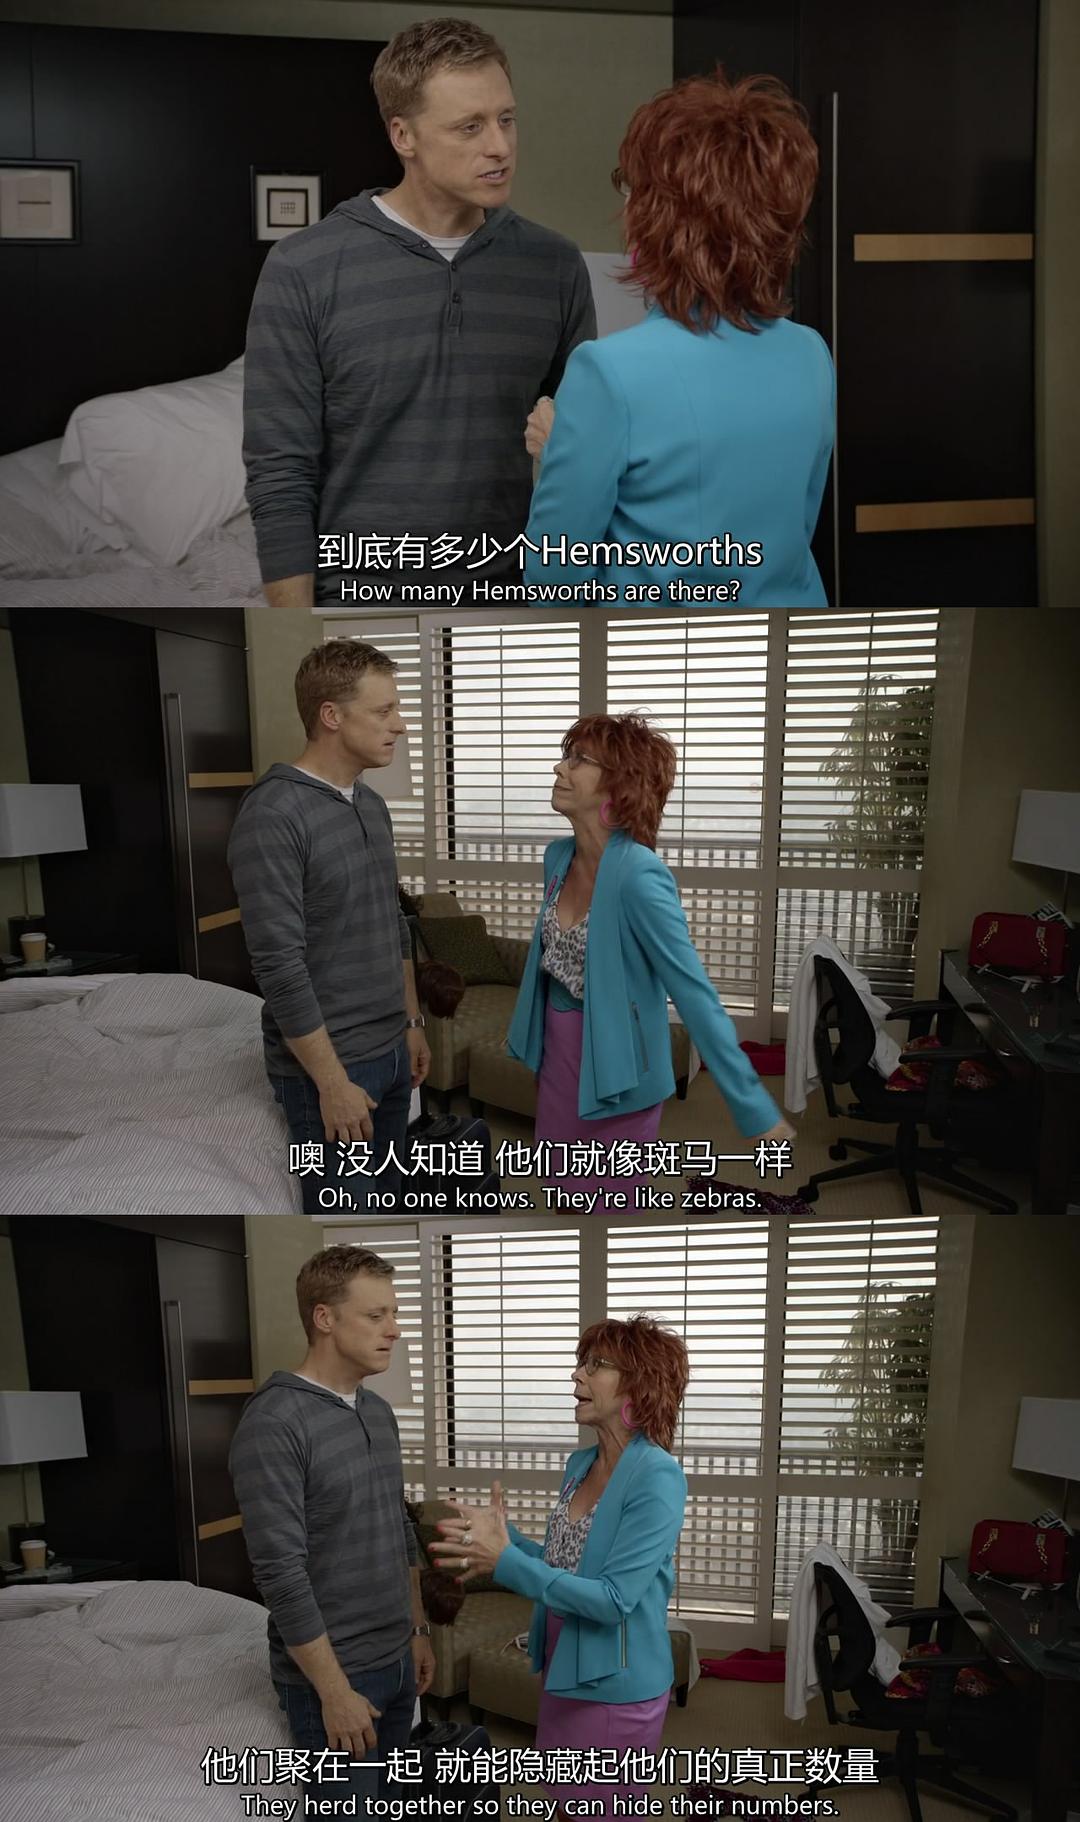 到底有多少个Hemsworths
How many Hemsworths are there?
噢 没人知道 他们就像斑马一样
Oh, no one knows. They're like zebras.
他们聚在一起 就能隐藏起他们的真正数量
They herd together so they can hide their numbers.